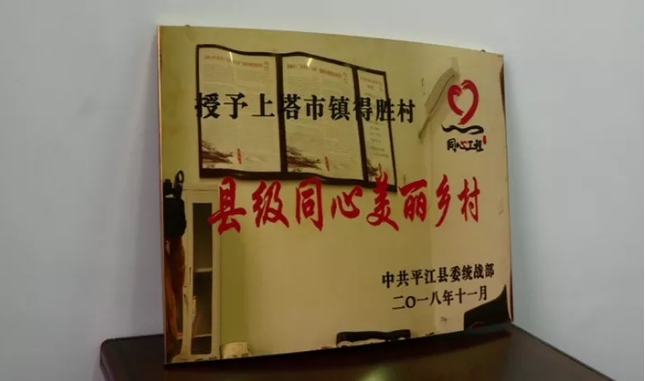 授予上塔市镇得胜村
同心工程
县级同心美丽乡村
中共平江县委统战部
二〇一八年十一月